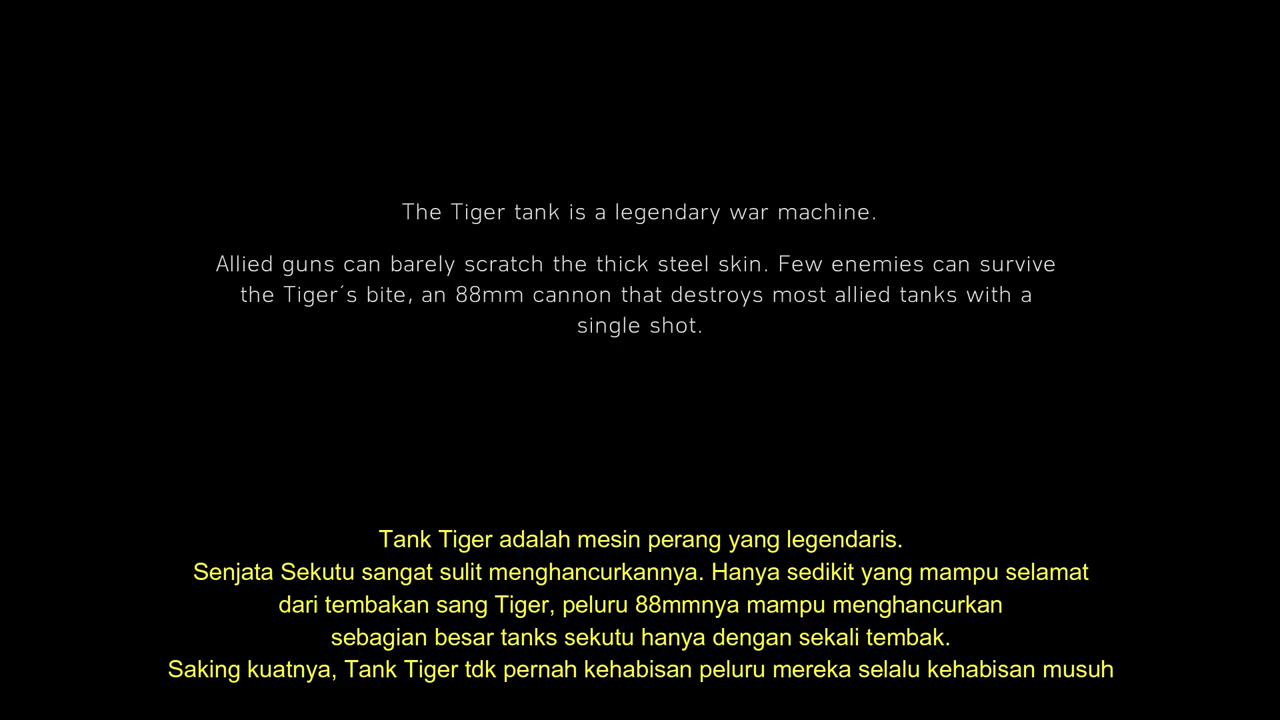 The Tiger tank is a legendary war machine.
Allied guns can barely scratch the thick steel skin. Few enemies can survive
the Tiger´s bite, an 88mm cannon that destroys most allied tanks with a
single shot.
Tank Tiger adalah mesin perang yang legendaris.
Senjata Sekutu sangat sulit menghancurkannya. Hanya sedikit yang mampu selamat
dari tembakan sang Tiger, peluru 88mmnya mampu menghancurkan
sebagian besar tanks sekutu hanya dengan sekali tembak.
Saking kuatnya, Tank Tiger tdk pernah kehabisan peluru mereka selalu kehabisan musuh